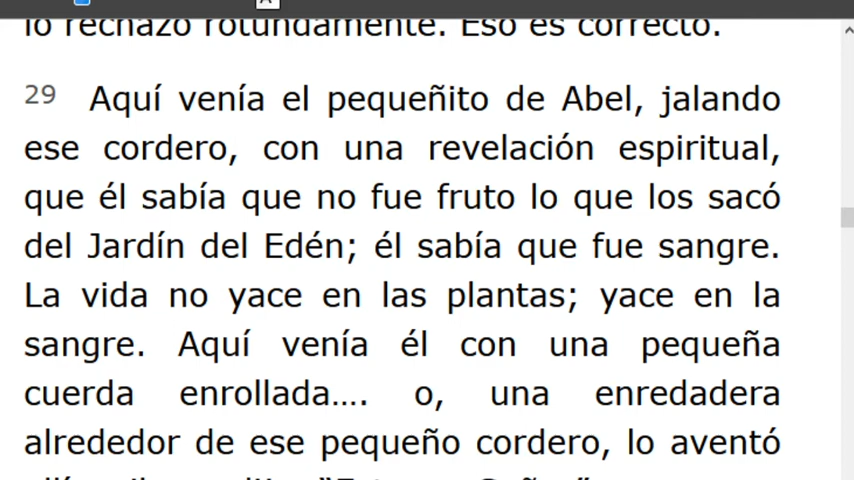 lo rechazó rotundamente. Eso es correcto.
29 Aquí venía el pequeñito de Abel, jalando
ese cordero, con una revelación espiritual,
que él sabía que no fue fruto lo que los sacó
del Jardín del Edén; él sabía que fue sangre.
La vida no yace en las plantas; yace en la
sangre. Aquí venía él con una pequeña
cuerda enrollada…. o, una enredadera
alrededor de ese pequeño cordero, lo aventó